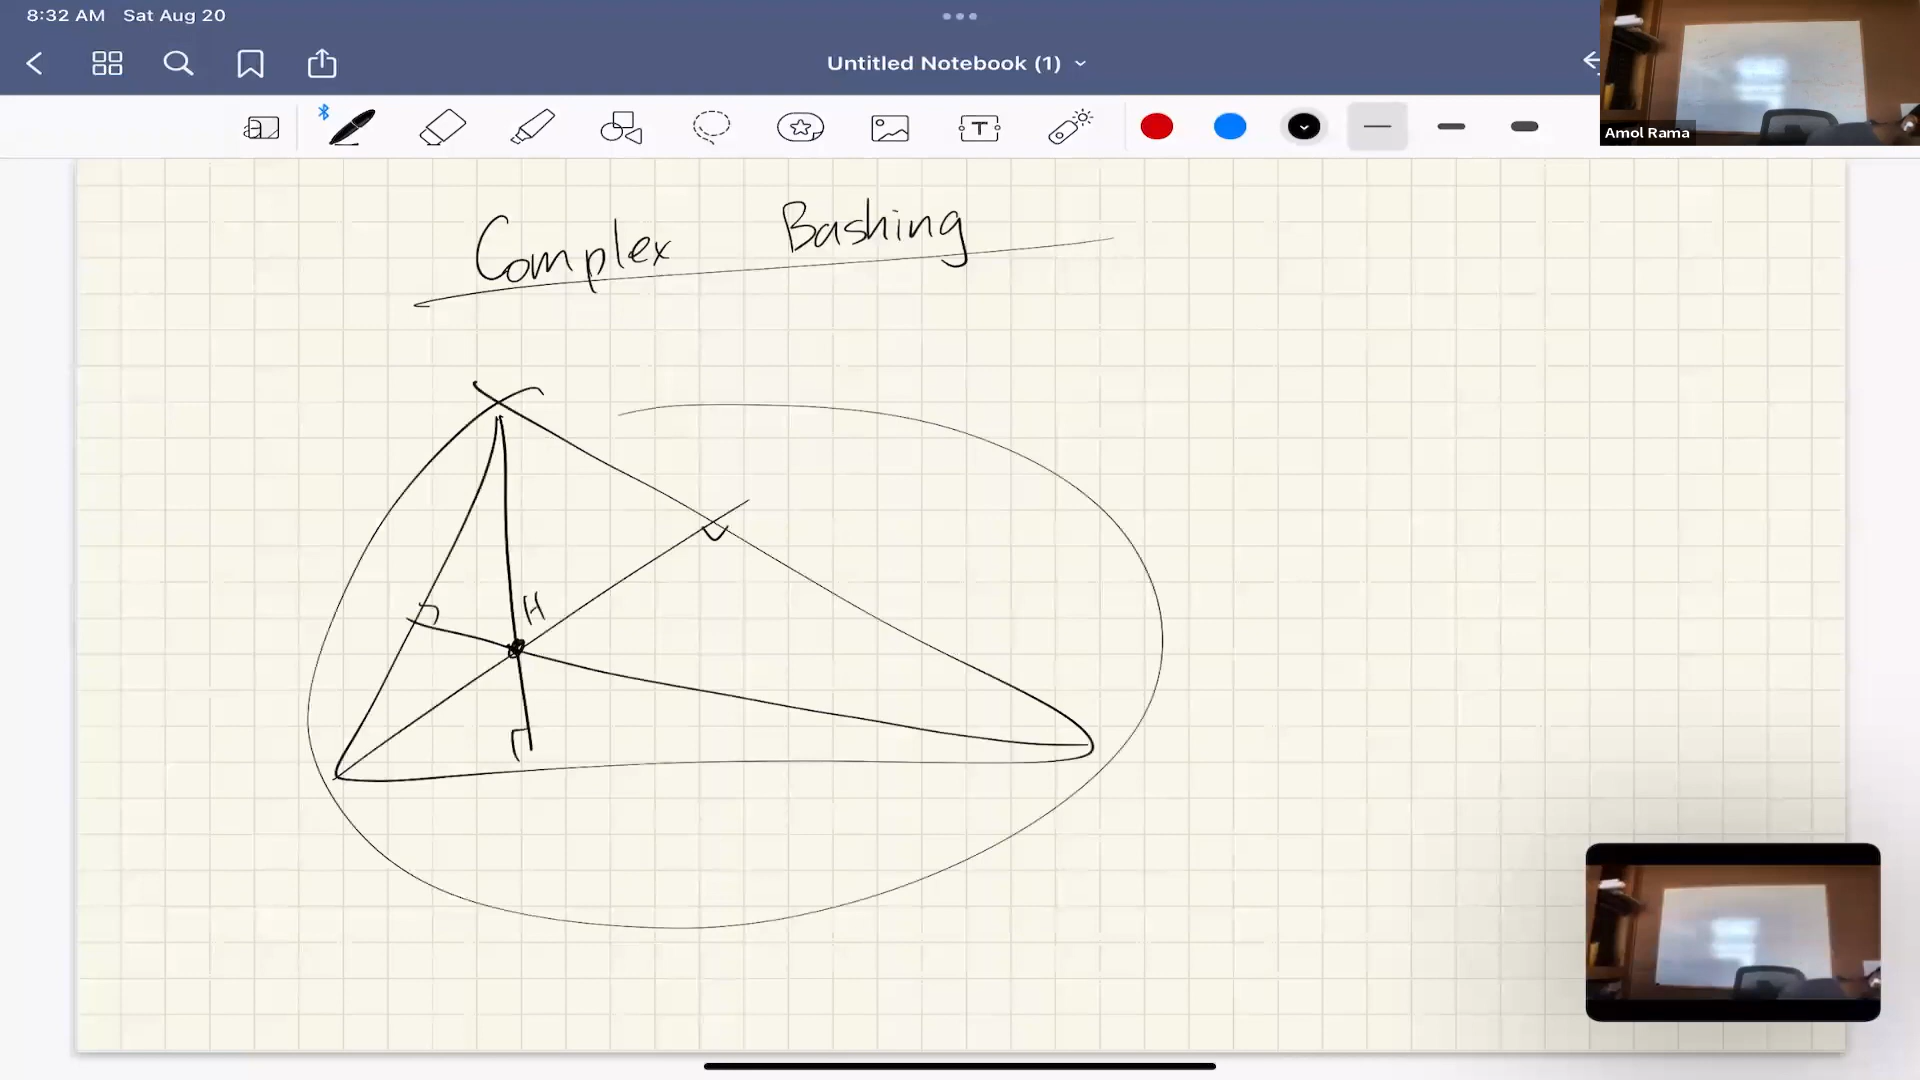 8:32 AM Sat Aug 20
Untitled Notebook (1)
T
Amol Rama
Complex Bashing
H